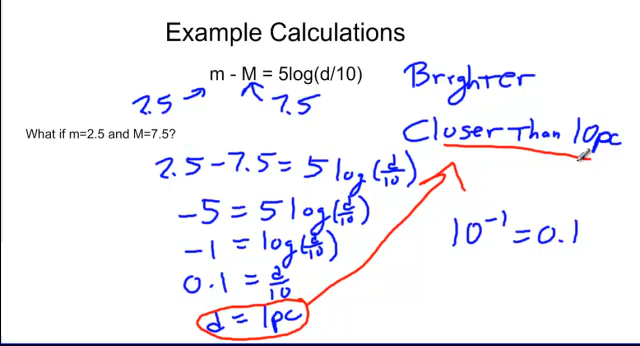 Example Calculations
m - M = 5log(d/10)
2.5 → 7.5
What if m=2.5 and M=7.5?
2.5 - 7.5 = 5 log(d/10)
-5 = 5 log(d/10)
-1 = log(d/10)
0.1 = d/10
d = 1pc
Brighter
Closer Than 10pc
10⁻¹ = 0.1